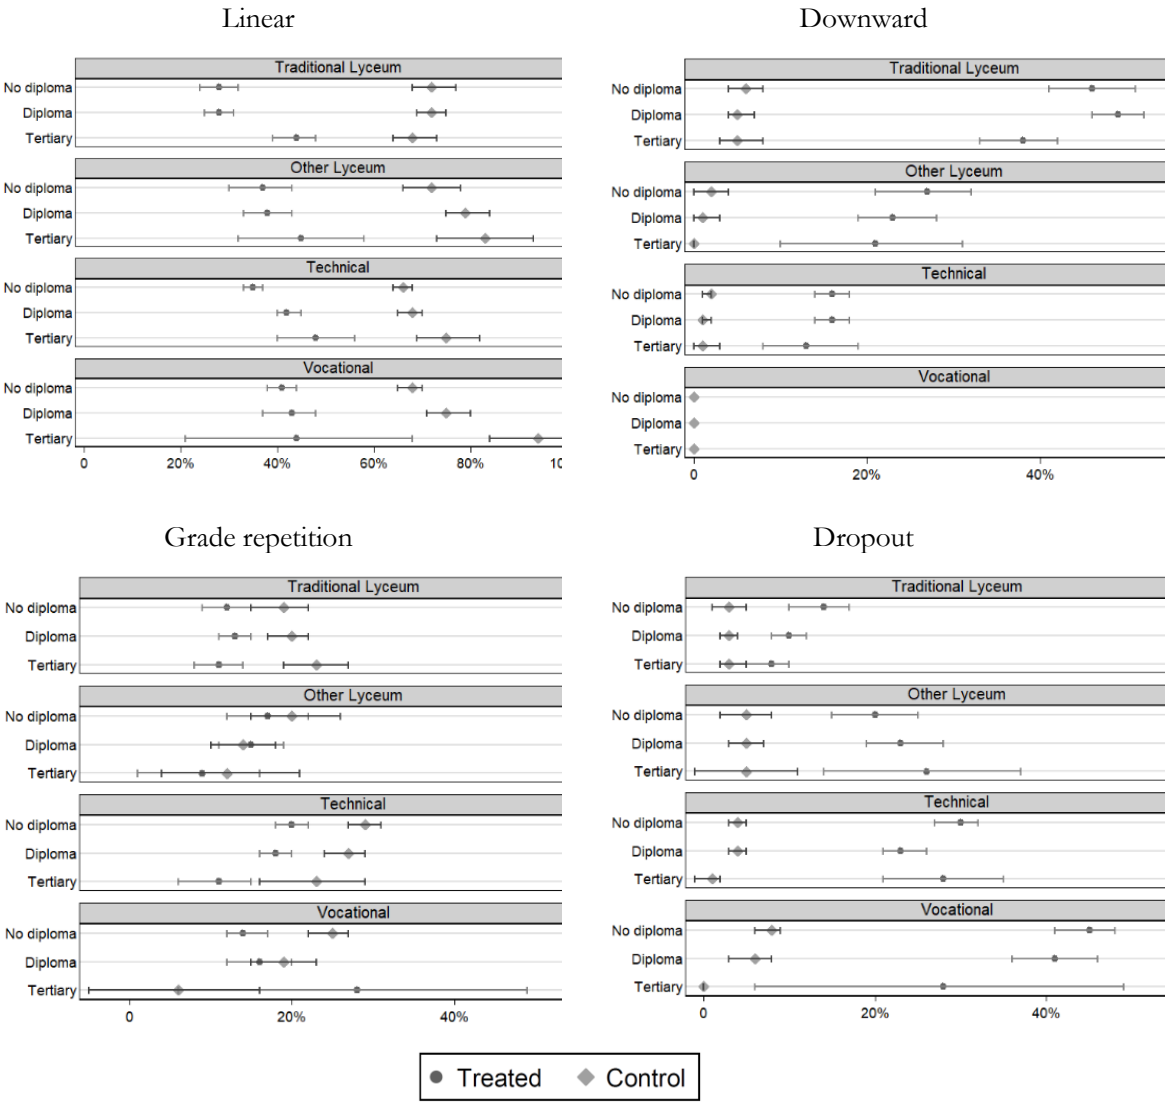 Linear
Traditional Lyceum
No diploma
Diploma
Tertiary
Other Lyceum
No diploma
Diploma
Tertiary
Technical
No diploma
Diploma
Tertiary
Vocational
No diploma
Diploma
Tertiary
0 20% 40% 60% 80% 10
Downward
Traditional Lyceum
No diploma
Diploma
Tertiary
Other Lyceum
No diploma
Diploma
Tertiary
Technical
No diploma
Diploma
Tertiary
Vocational
No diploma
Diploma
Tertiary
0 20% 40%
Grade repetition
Traditional Lyceum
No diploma
Diploma
Tertiary
Other Lyceum
No diploma
Diploma
Tertiary
Technical
No diploma
Diploma
Tertiary
Vocational
No diploma
Diploma
Tertiary
0 20% 40%
Dropout
Traditional Lyceum
No diploma
Diploma
Tertiary
Other Lyceum
No diploma
Diploma
Tertiary
Technical
No diploma
Diploma
Tertiary
Vocational
No diploma
Diploma
Tertiary
0 20% 40%
Treated Control